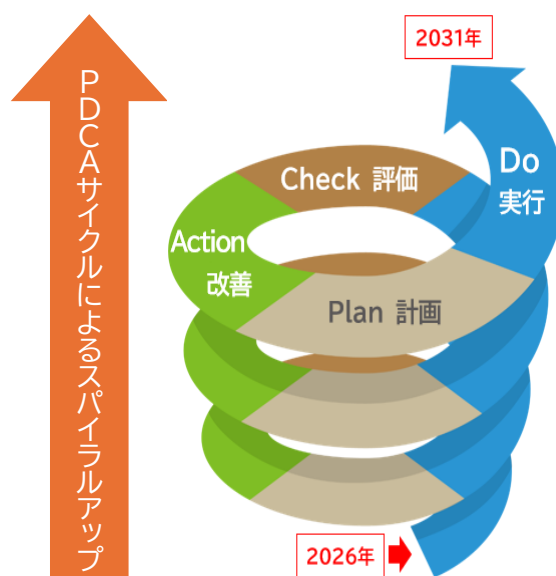 PDCAサイクルによるスパイラルアップ
2031年
Check 評価
Do
実行
Action
改善
Plan 計画
2026年